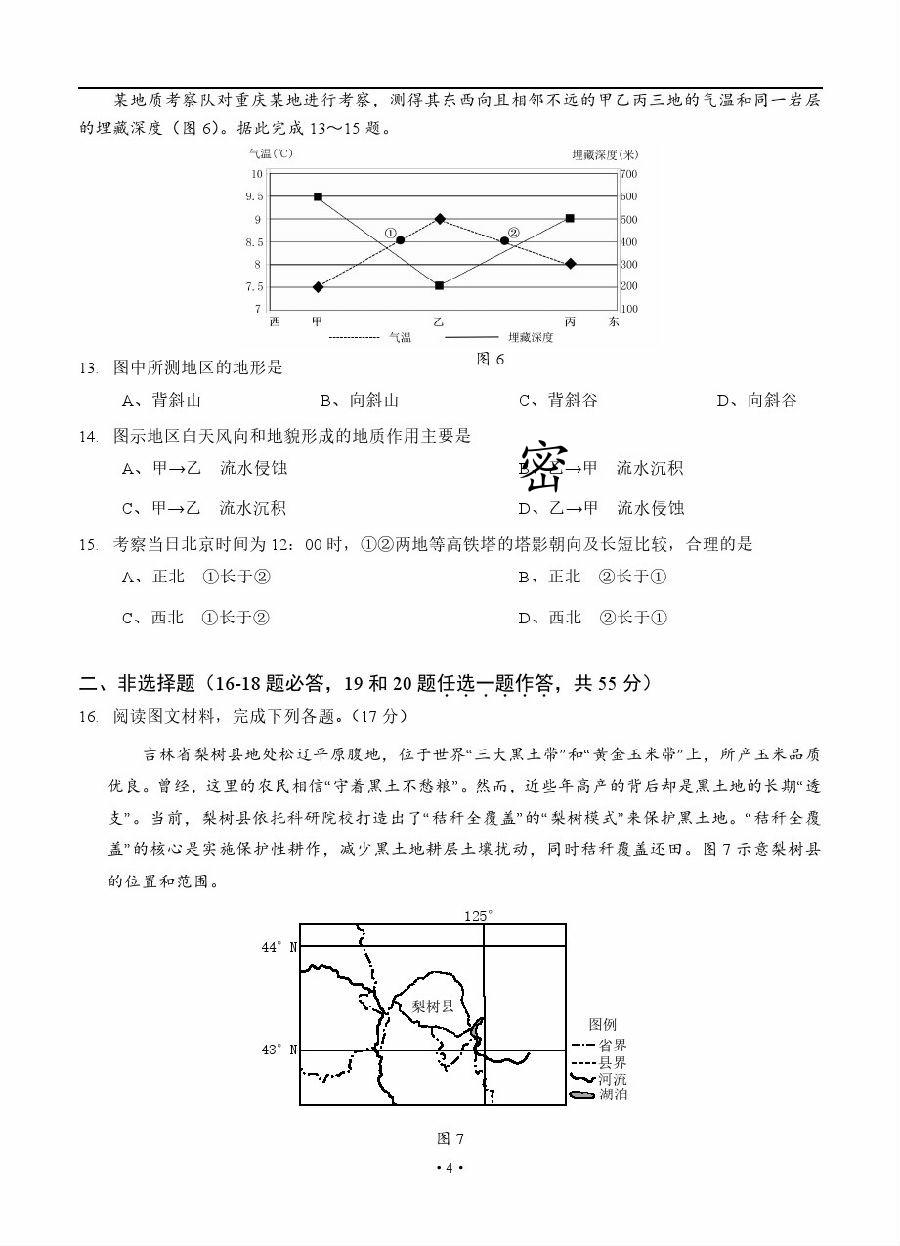 某地质考察队对重庆某地进行考察，测得其东西向且相邻不远的甲乙丙三地的气温和同一岩层
的埋藏深度（图 6）。据此完成 13～15 题。
气温(℃) 埋藏深度(米)
10 700
9.5 600
9 500
8.5 400
8 300
7.5 200
7 100
① ②
西 甲 乙 丙 东
气温 埋藏深度
图 6
13. 图中所测地区的地形是
A、背斜山 B、向斜山 C、背斜谷 D、向斜谷
14. 图示地区白天风向和地貌形成的地质作用主要是
A、甲→乙 流水侵蚀 B、乙→甲 流水沉积
密
C、甲→乙 流水沉积 D、乙→甲 流水侵蚀
15. 考察当日北京时间为 12：00 时，①②两地等高铁塔的塔影朝向及长短比较，合理的是
A、正北 ①长于② B、正北 ②长于①
C、西北 ①长于② D、西北 ②长于①
二、非选择题（16-18 题必答，19 和 20 题任选一题作答，共 55 分）
16. 阅读图文材料，完成下列各题。（17 分）
吉林省梨树县地处松辽平原腹地，位于世界“三大黑土带”和“黄金玉米带”上，所产玉米品质
优良。曾经，这里的农民相信“守着黑土不愁粮”。然而，近些年高产的背后却是黑土地的长期“透
支”。当前，梨树县依托科研院校打造出了“秸秆全覆盖”的“梨树模式”来保护黑土地。“秸秆全覆
盖”的核心是实施保护性耕作，减少黑土地耕层土壤扰动，同时秸秆覆盖还田。图 7 示意梨树县
的位置和范围。
125°
44° N
梨树县
43° N
图例
省界
县界
河流
湖泊
图 7
·4·